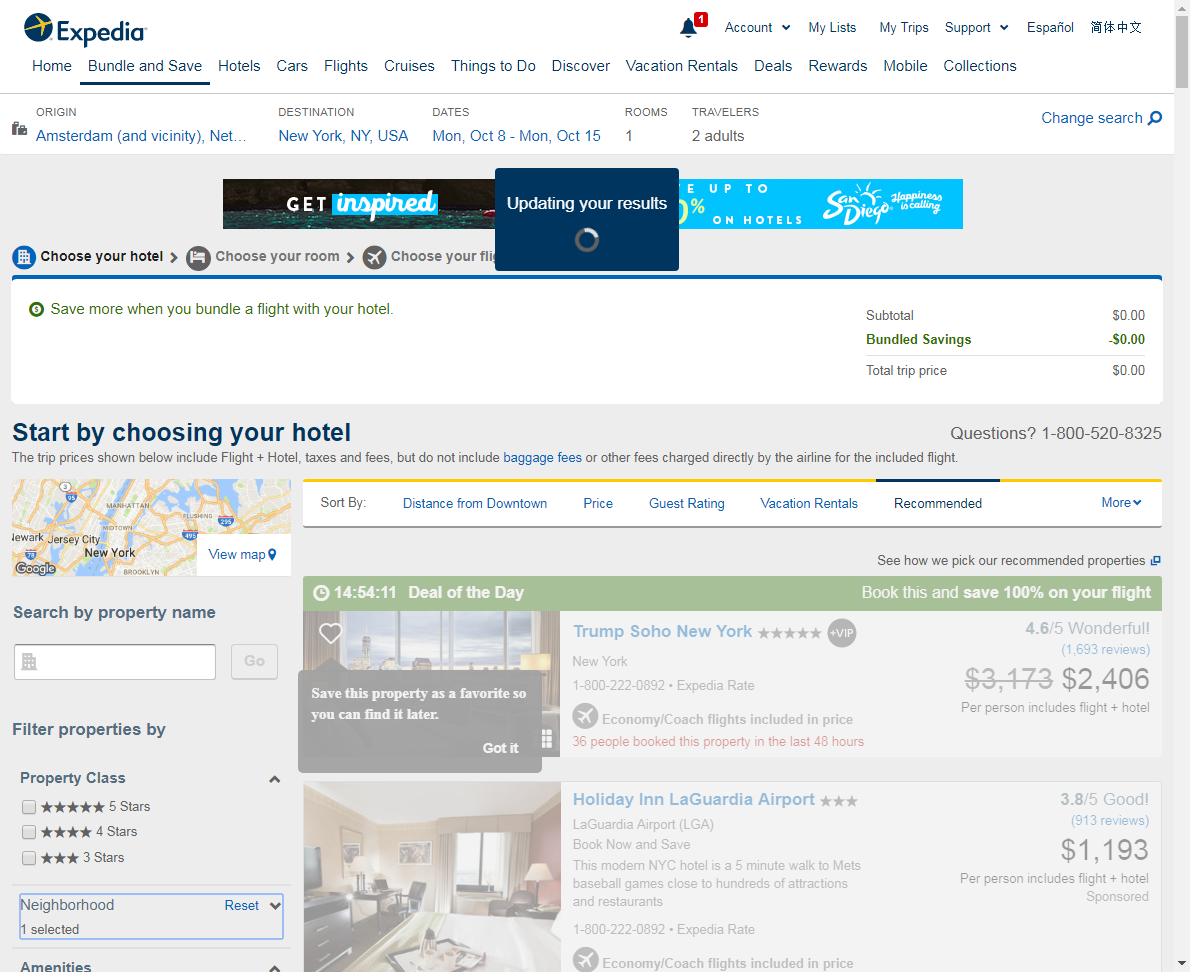 Expedia
1
Account
My Lists
My Trips
Support
Español
简体中文
Home
Bundle and Save
Hotels
Cars
Flights
Cruises
Things to Do
Discover
Vacation Rentals
Deals
Rewards
Mobile
Collections
ORIGIN
Amsterdam (and vicinity), Net...
DESTINATION
New York, NY, USA
DATES
Mon, Oct 8 - Mon, Oct 15
ROOMS
1
TRAVELERS
2 adults
Change search
GET inspired
Updating your results
E UP TO
0%
ON HOTELS
San Diego
Happiness is calling
Choose your hotel
Choose your room
Choose your flig
Save more when you bundle a flight with your hotel.
Subtotal $0.00
Bundled Savings -$0.00
Total trip price $0.00
Start by choosing your hotel
Questions? 1-800-520-8325
The trip prices shown below include Flight + Hotel, taxes and fees, but do not include baggage fees or other fees charged directly by the airline for the included flight.
3
95
MANHATTAN
FLUSHING
295
MIDTOWN
495
lewark
Jersey City
New York
78
BROOKLYN
Google
View map
Sort By:
Distance from Downtown
Price
Guest Rating
Vacation Rentals
Recommended
More
See how we pick our recommended properties
Search by property name
Go
Filter properties by
Property Class
5 Stars
4 Stars
3 Stars
Neighborhood
Reset
1 selected
Amenities
14:54:11 Deal of the Day
Book this and save 100% on your flight
Save this property as a favorite so
you can find it later.
Got it
Trump Soho New York
+VIP
New York
1-800-222-0892 • Expedia Rate
Economy/Coach flights included in price
36 people booked this property in the last 48 hours
4.6/5 Wonderful!
(1,693 reviews)
$3,173 $2,406
Per person includes flight + hotel
Holiday Inn LaGuardia Airport
LaGuardia Airport (LGA)
Book Now and Save
This modern NYC hotel is a 5 minute walk to Mets
baseball games close to hundreds of attractions
and restaurants
1-800-222-0892 • Expedia Rate
Economy/Coach flights included in price
3.8/5 Good!
(913 reviews)
$1,193
Per person includes flight + hotel
Sponsored